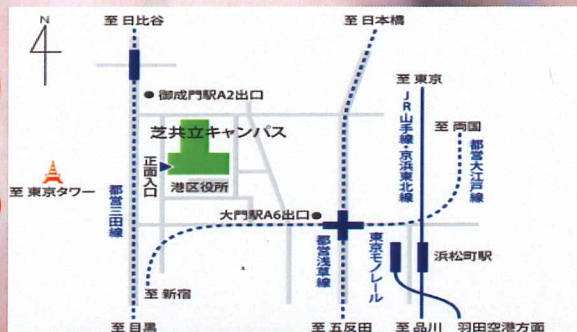 N
至 日比谷
至 日本橋
至 東京
御成門駅A2出口
JR山手線・京浜東北線
至 両国
都営大江戸線
芝共立キャンパス
正面入口
港区役所
至 東京タワー
都営三田線
大門駅A6出口
都営浅草線
東京モノレール
浜松町駅
至 新宿
至 目黒
至 五反田
至 品川
羽田空港方面